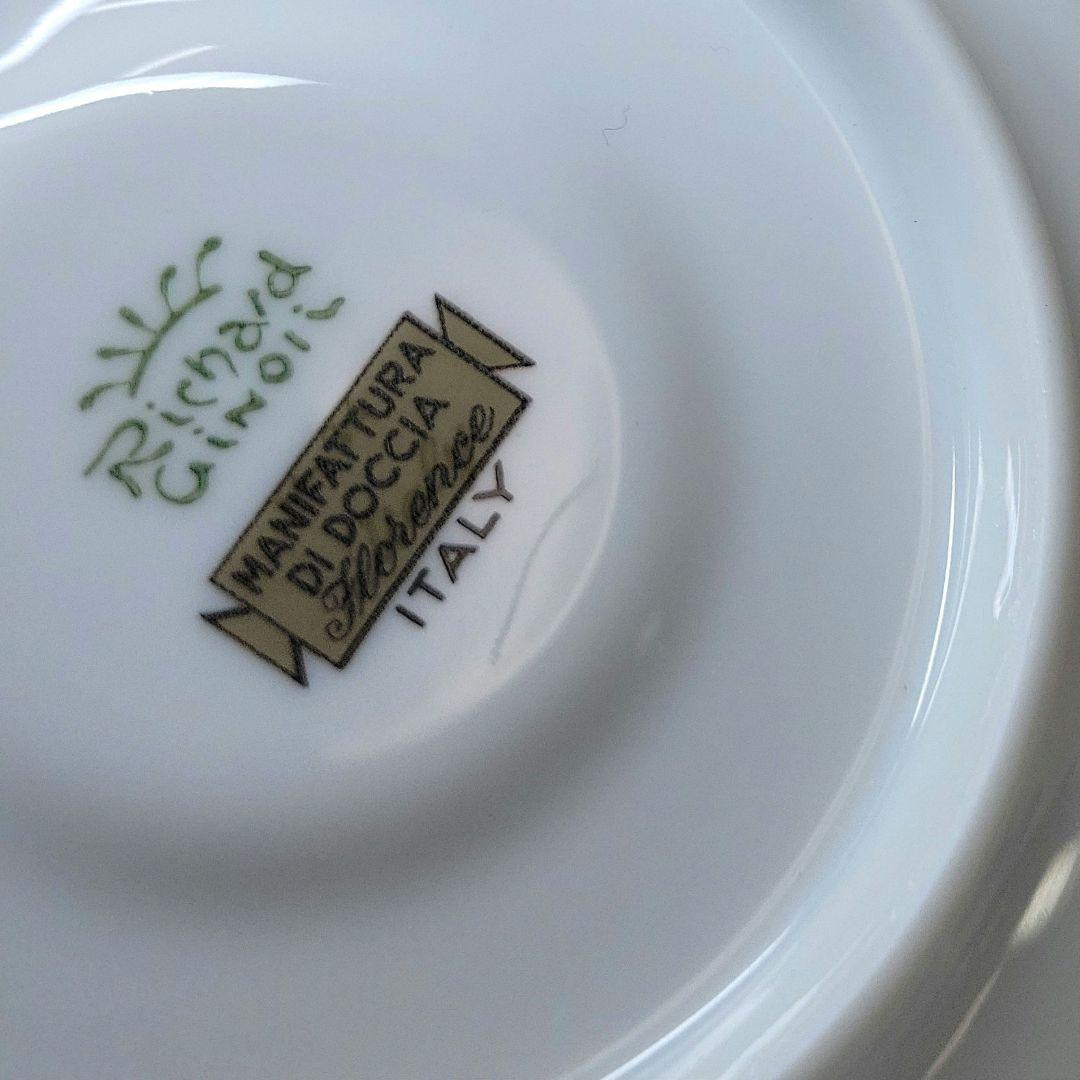 Richard
Ginori
MANIFATTURA
DI DOCCIA
Florence
ITALY